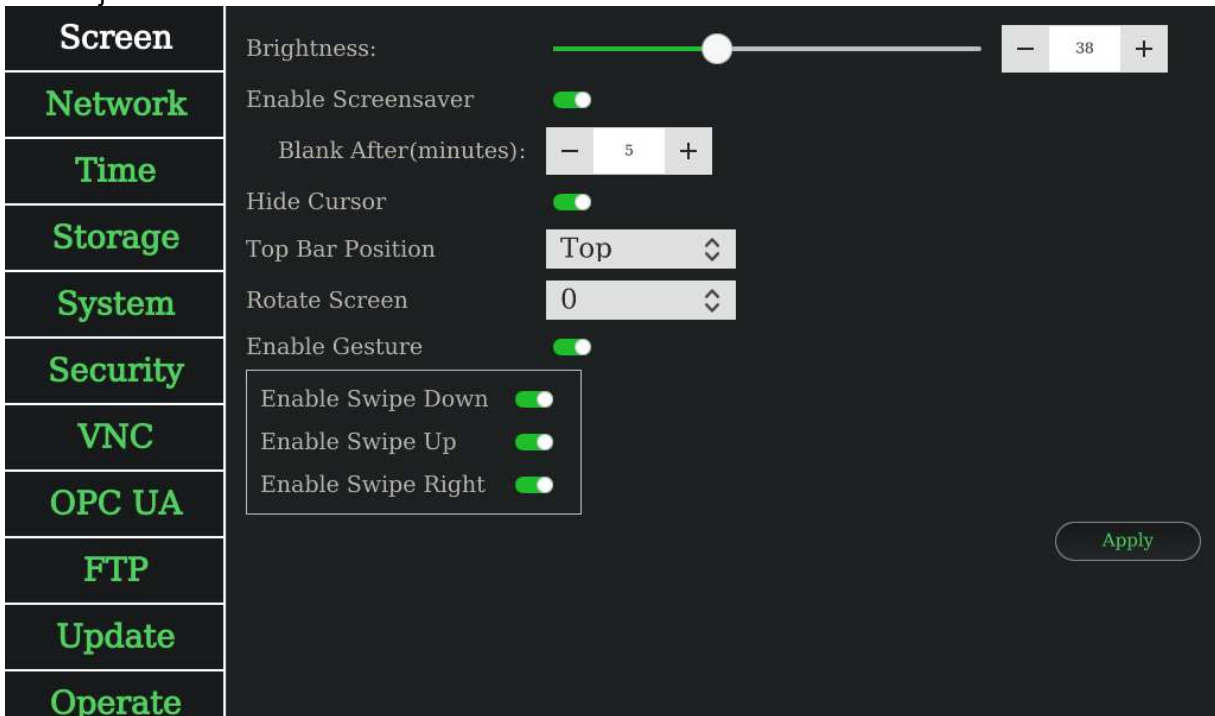 Screen
Network
Time
Storage
System
Security
VNC
OPC UA
FTP
Update
Operate
Brightness:
− 38 +
Enable Screensaver
Blank After(minutes):
− 5 +
Hide Cursor
Top Bar Position
Top
Rotate Screen
0
Enable Gesture
Enable Swipe Down
Enable Swipe Up
Enable Swipe Right
Apply